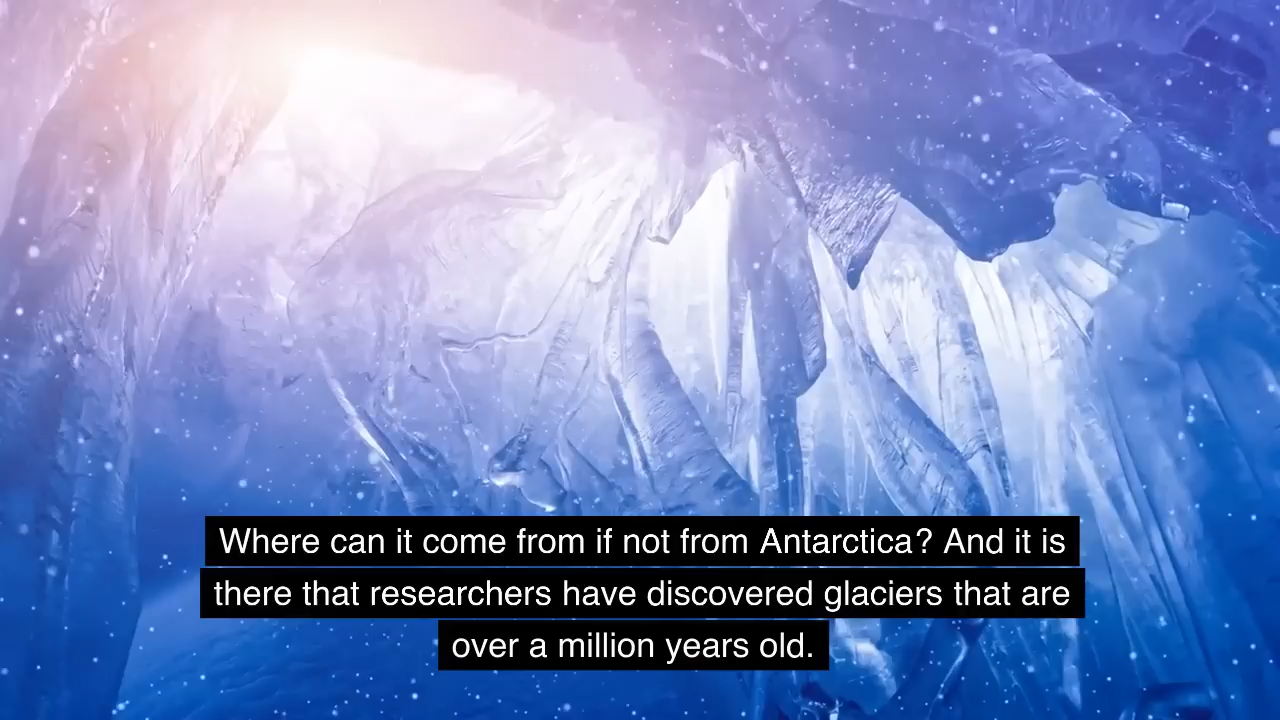 Where can it come from if not from Antarctica? And it is
there that researchers have discovered glaciers that are
over a million years old.